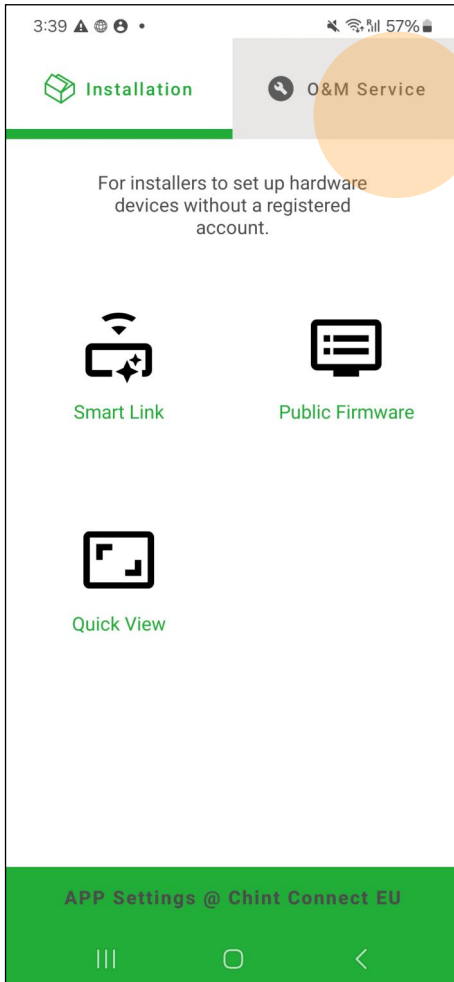 3:39 57%
Installation O&M Service
For installers to set up hardware
devices without a registered
account.
Smart Link Public Firmware
Quick View
APP Settings @ Chint Connect EU